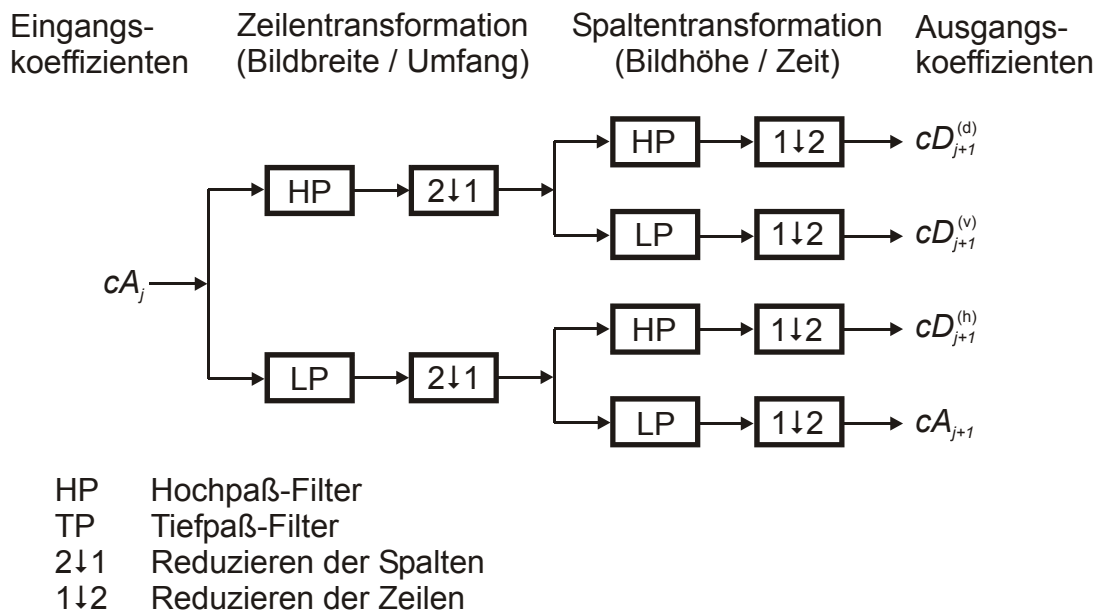 Eingangs-
koeffizienten
Zeilentransformation
(Bildbreite / Umfang)
Spaltentransformation
(Bildhöhe / Zeit)
Ausgangs-
koeffizienten
HP 1↓2 cD_{j+1}^{(d)}
HP 2↓1
LP 1↓2 cD_{j+1}^{(v)}
cA_j
HP 1↓2 cD_{j+1}^{(h)}
LP 2↓1
LP 1↓2 cA_{j+1}
HP Hochpaß-Filter
TP Tiefpaß-Filter
2↓1 Reduzieren der Spalten
1↓2 Reduzieren der Zeilen